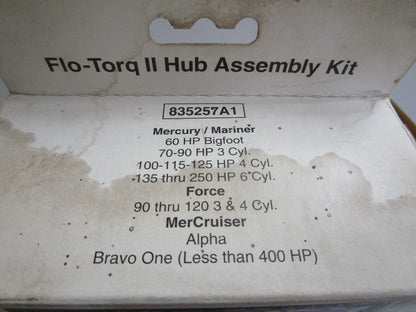 Flo-Torq II Hub Assembly Kit
835257A1
Mercury / Mariner
60 HP Bigfoot
70-90 HP 3 Cyl.
100-115-125 HP 4 Cyl.
135 thru 250 HP 6 Cyl.
Force
90 thru 120 3 & 4 Cyl.
MerCruiser
Alpha
Bravo One (Less than 400 HP)